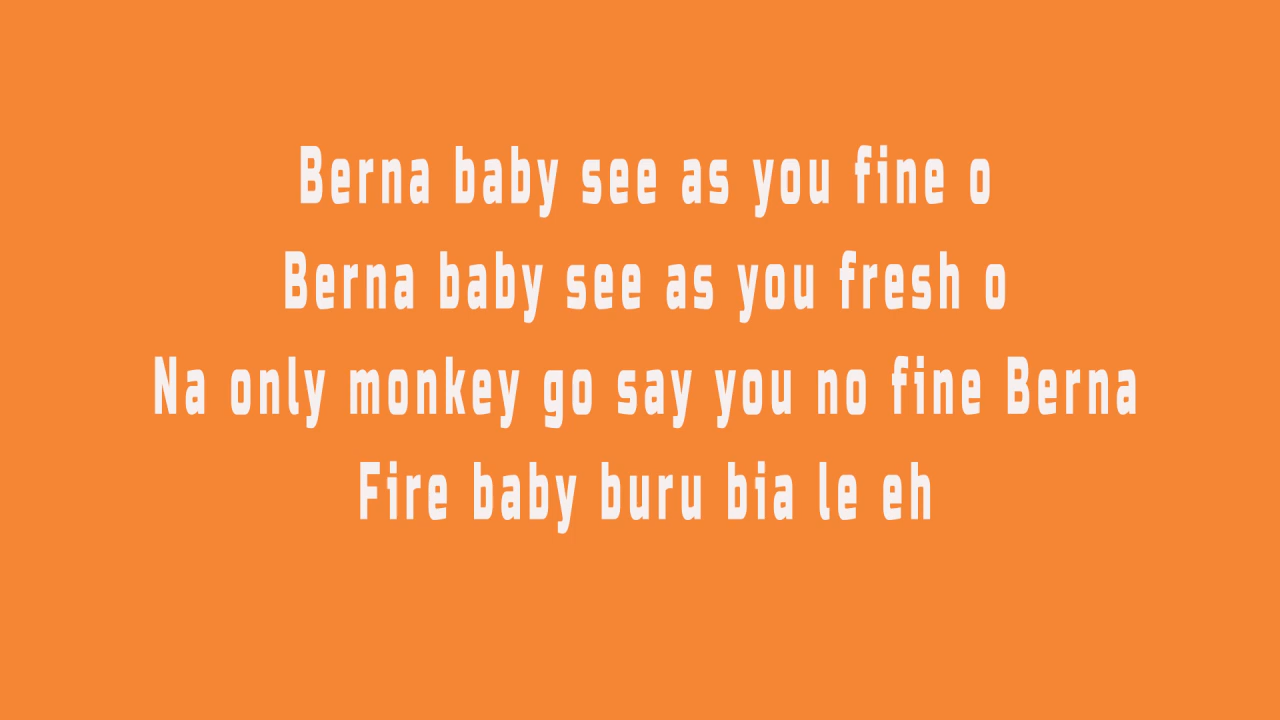 Berna baby see as you fine o
Berna baby see as you fresh o
Na only monkey go say you no fine Berna
Fire baby buru bia le eh